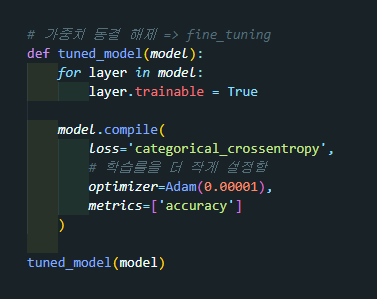 # 가중치 동결 해제 => fine_tuning
def tuned_model(model):
    for layer in model:
        layer.trainable = True
    model.compile(
        loss='categorical_crossentropy',
        # 학습률을 더 작게 설정함
        optimizer=Adam(0.00001),
        metrics=['accuracy']
    )
tuned_model(model)